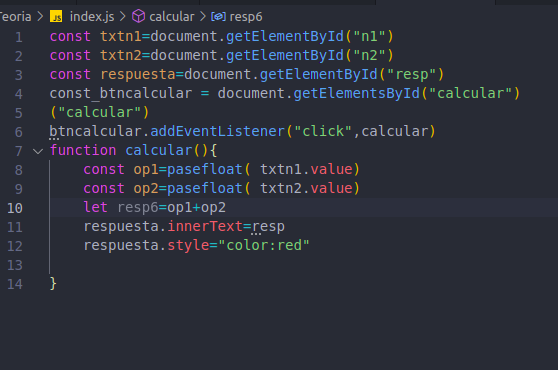 Teoria > JS index.js > calcular > resp6
1 const txtn1=document.getElementById("n1")
2 const txtn2=document.getElementById("n2")
3 const respuesta=document.getElementById("resp")
4 const_btncalcular = document.getElementsById("calcular")
5 ("calcular")
6 btncalcular.addEventListener("click",calcular)
7 function calcular(){
8 const op1=pasefloat( txtn1.value)
9 const op2=pasefloat( txtn2.value)
10 let resp6=op1+op2
11 respuesta.innerText=resp
12 respuesta.style="color:red"
13
14 }